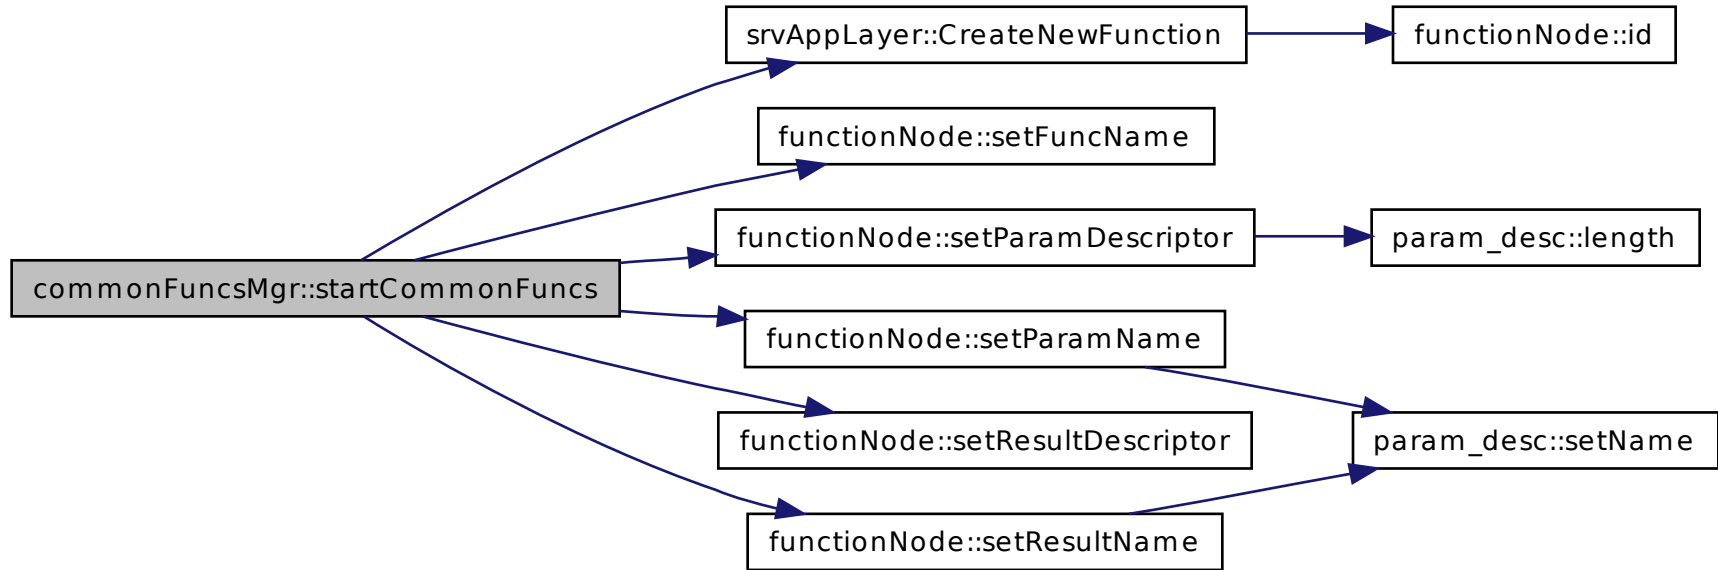 srvAppLayer::CreateNewFunction
functionNode::id
functionNode::setFuncName
functionNode::setParamDescriptor
param_desc::length
commonFuncsMgr::startCommonFuncs
functionNode::setParamName
functionNode::setResultDescriptor
param_desc::setName
functionNode::setResultName